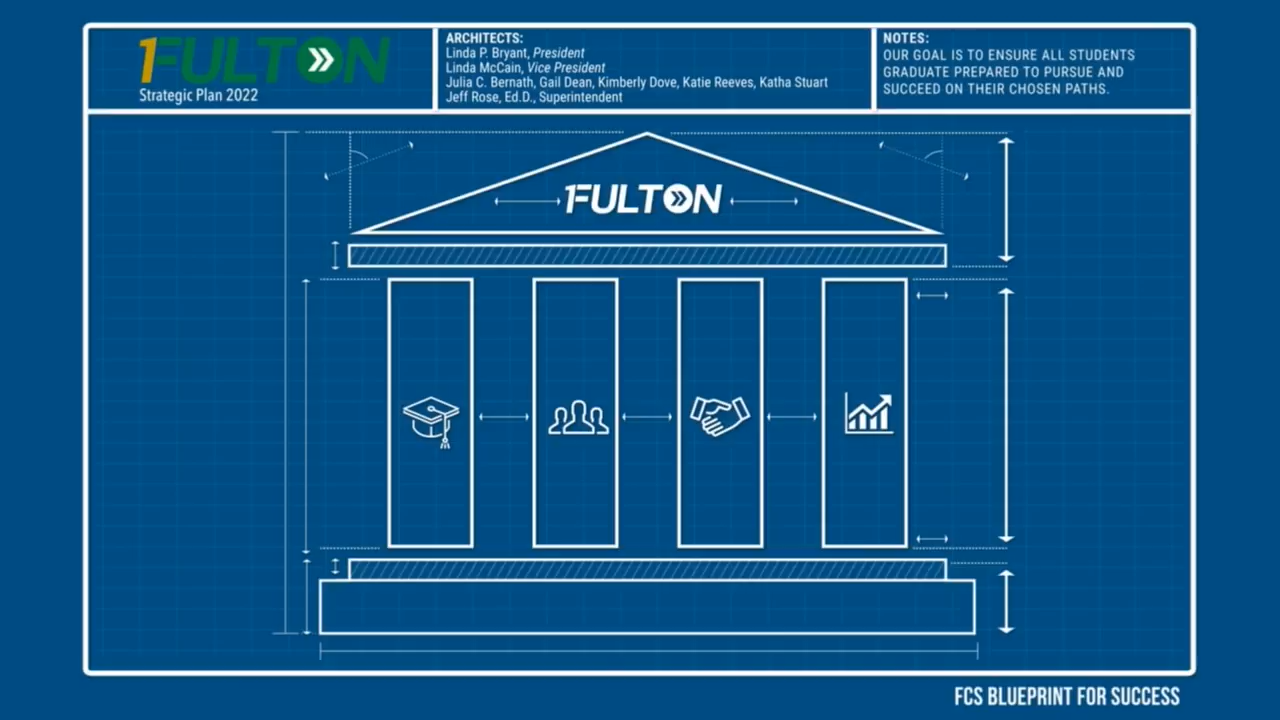 1FULTON
Strategic Plan 2022
ARCHITECTS:
Linda P. Bryant, President
Linda McCain, Vice President
Julia C. Bernath, Gail Dean, Kimberly Dove, Katie Reeves, Katha Stuart
Jeff Rose, Ed.D., Superintendent
NOTES:
OUR GOAL IS TO ENSURE ALL STUDENTS
GRADUATE PREPARED TO PURSUE AND
SUCCEED ON THEIR CHOSEN PATHS.
1FULTON
FCS BLUEPRINT FOR SUCCESS